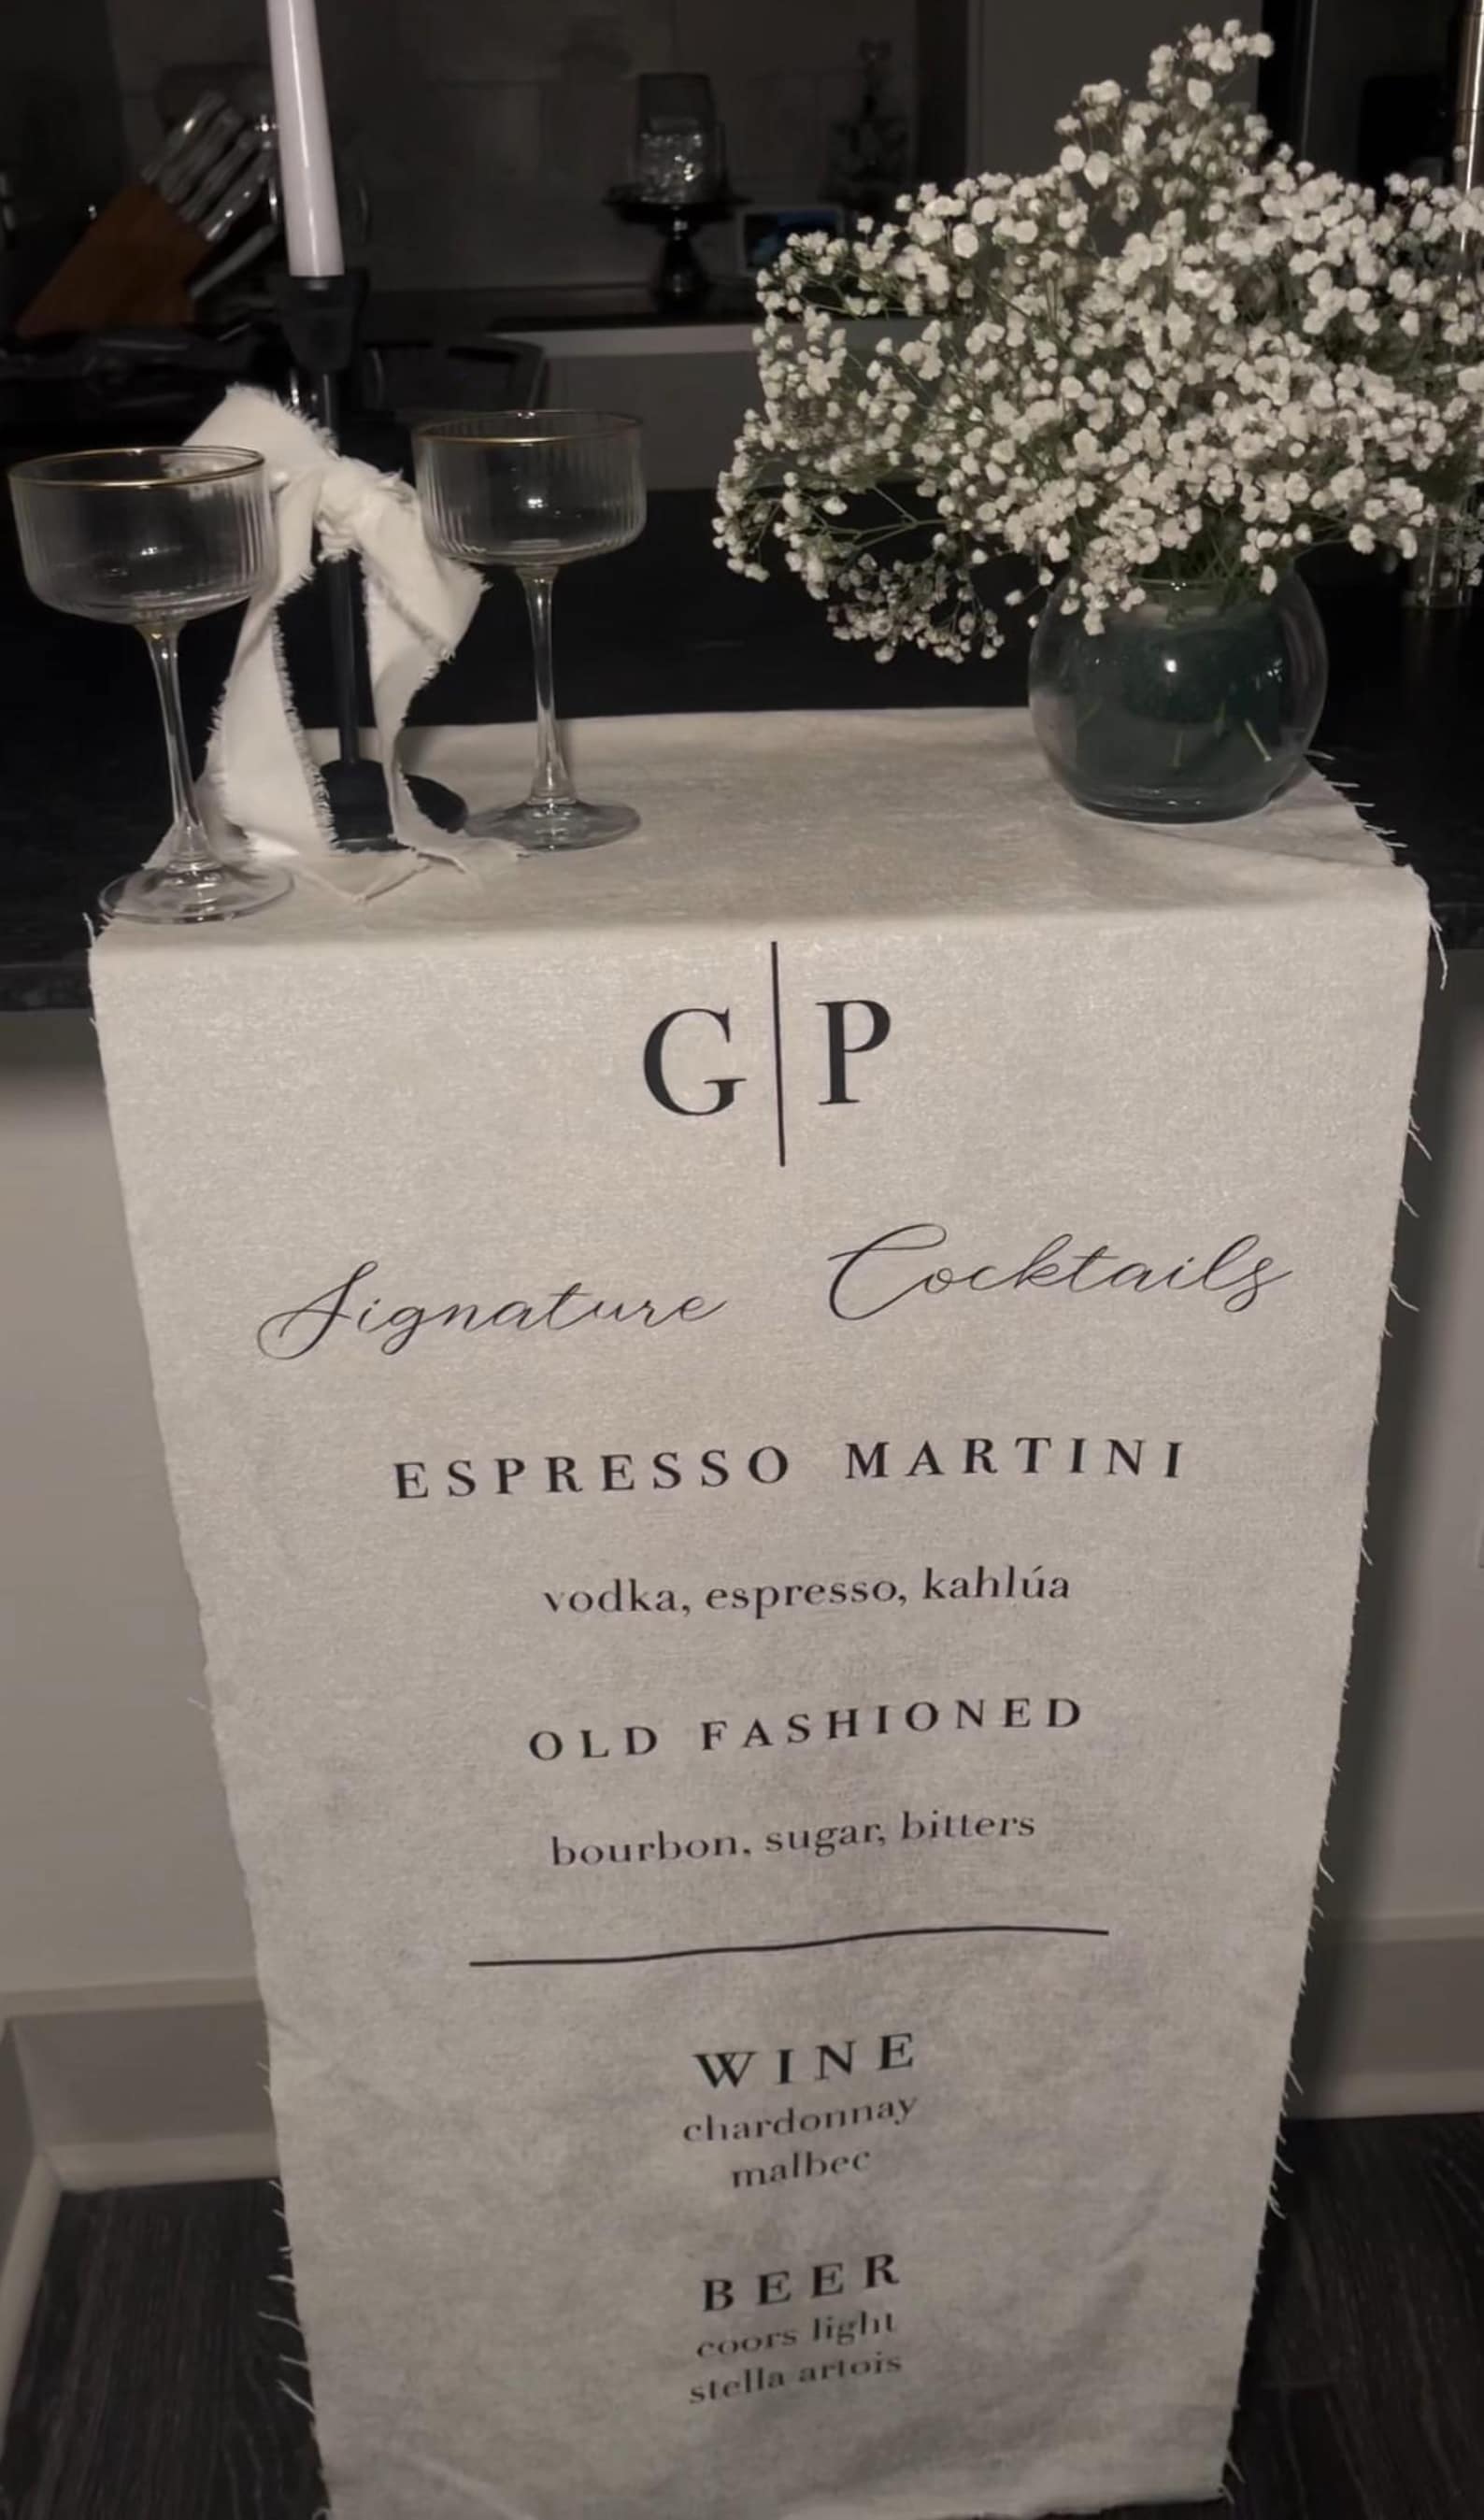 G | P
Signature Cocktails
ESPRESSO MARTINI
vodka, espresso, kahlúa
OLD FASHIONED
bourbon, sugar, bitters
WINE
chardonnay
malbec
BEER
coors light
stella artois